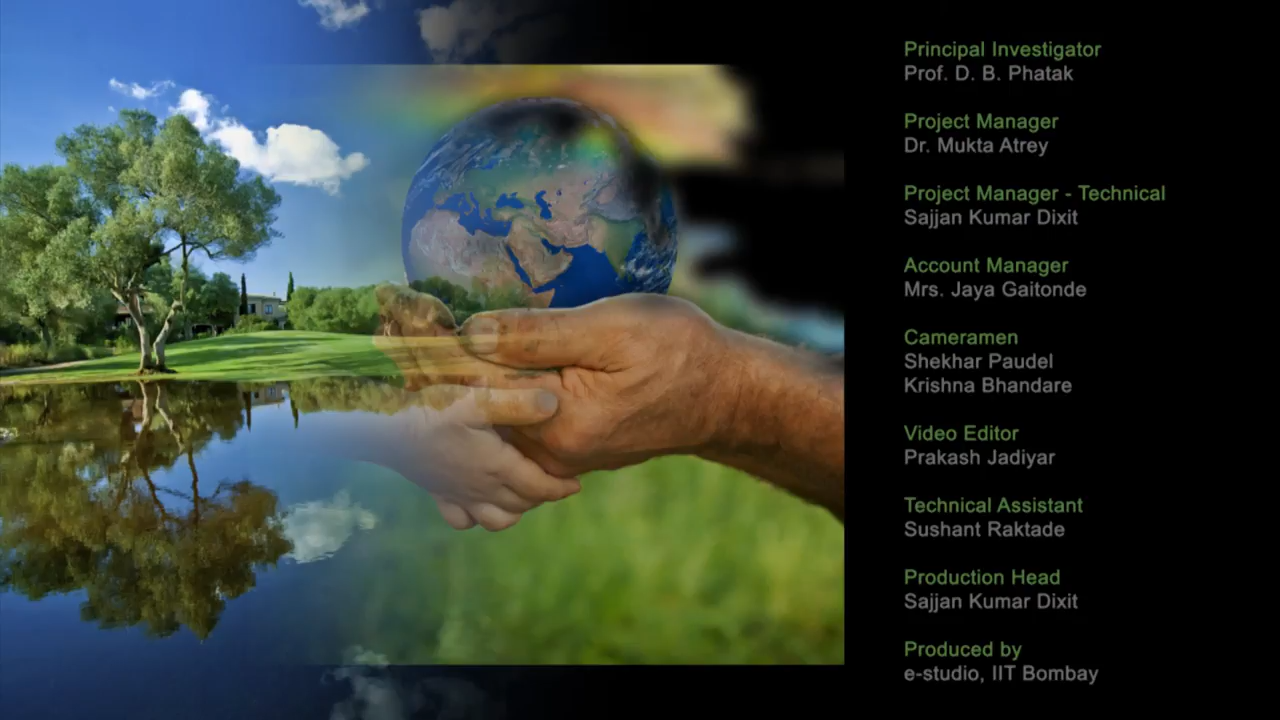 Principal Investigator
Prof. D. B. Phatak
Project Manager
Dr. Mukta Atrey
Project Manager - Technical
Sajjan Kumar Dixit
Account Manager
Mrs. Jaya Gaitonde
Cameramen
Shekhar Paudel
Krishna Bhandare
Video Editor
Prakash Jadiyar
Technical Assistant
Sushant Raktade
Production Head
Sajjan Kumar Dixit
Produced by
e-studio, IIT Bombay